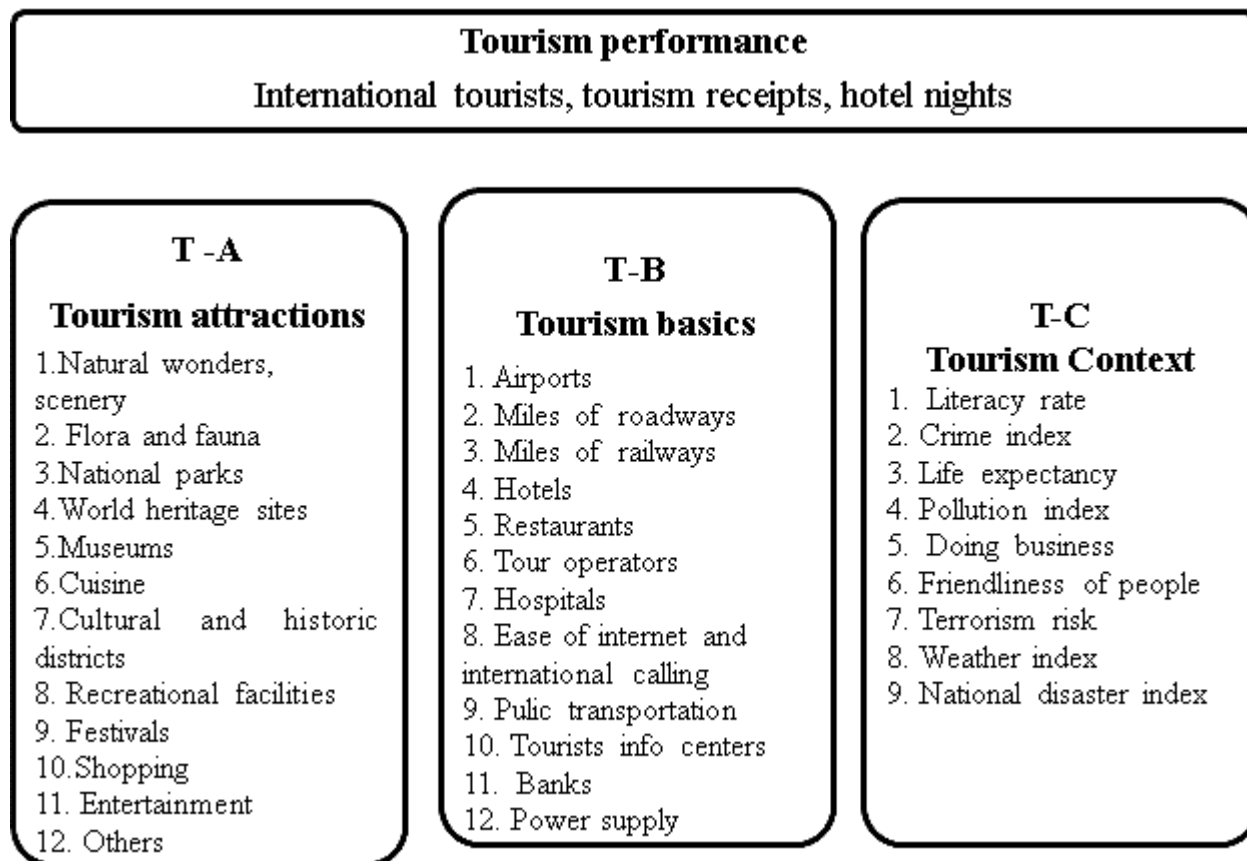 Tourism performance
International tourists, tourism receipts, hotel nights
T -A
Tourism attractions
1.Natural wonders,
scenery
2. Flora and fauna
3.National parks
4.World heritage sites
5.Museums
6.Cuisine
7.Cultural and historic
districts
8. Recreational facilities
9. Festivals
10.Shopping
11. Entertainment
12. Others
T-B
Tourism basics
1. Airports
2. Miles of roadways
3. Miles of railways
4. Hotels
5. Restaurants
6. Tour operators
7. Hospitals
8. Ease of internet and
international calling
9. Pulic transportation
10. Tourists info centers
11. Banks
12. Power supply
T-C
Tourism Context
1. Literacy rate
2. Crime index
3. Life expectancy
4. Pollution index
5. Doing business
6. Friendliness of people
7. Terrorism risk
8. Weather index
9. National disaster index